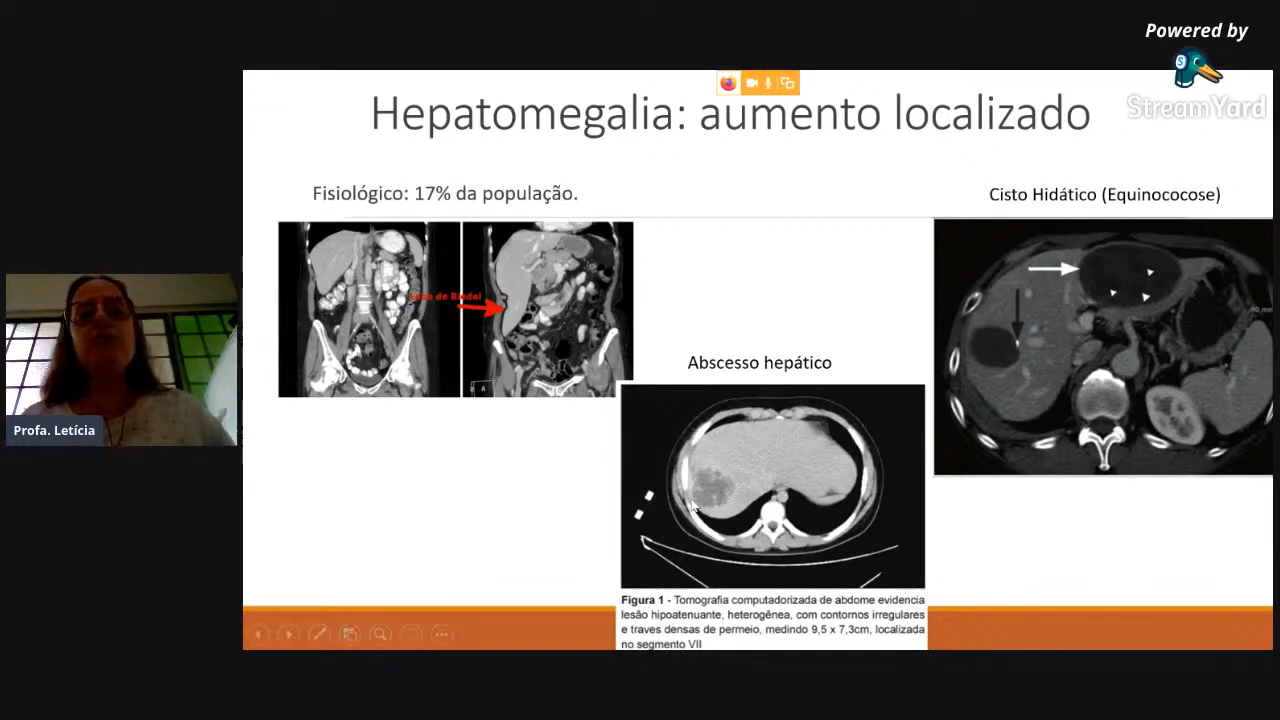 Powered by
StreamYard
Hepatomegalia: aumento localizado
Fisiológico: 17% da população.
Cisto Hidático (Equinococose)
de Riedel
Abscesso hepático
Profa. Letícia
Figura 1 - Tomografia computadorizada de abdome evidencia
lesão hipoatenuante, heterogênea, com contornos irregulares
e traves densas de permeio, medindo 9,5 x 7,3cm, localizada
no segmento VII